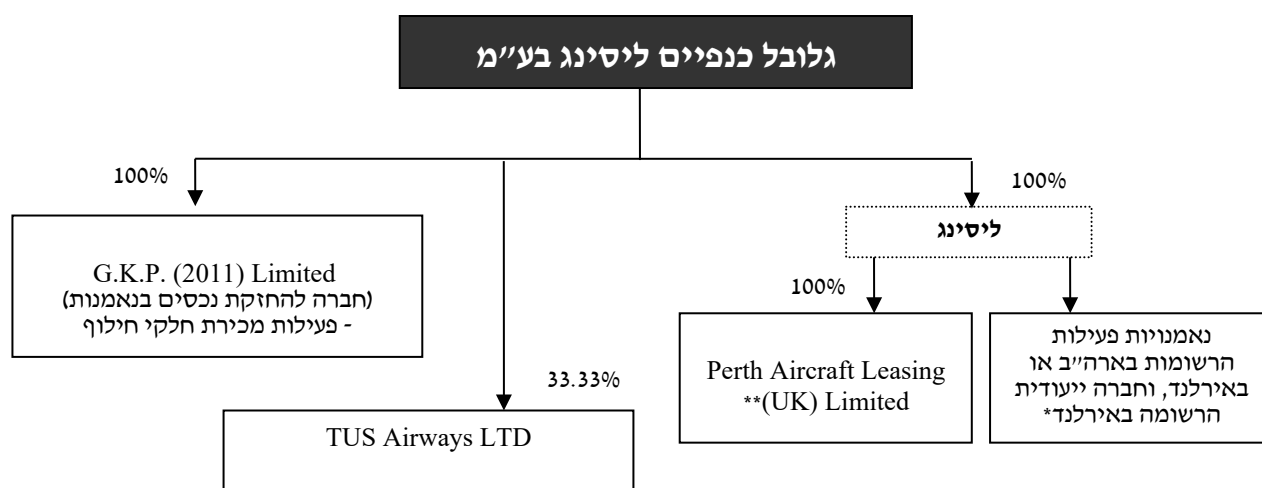 גלובל כנפיים ליסינג בע״מ
100%
100%
ליסינג
G.K.P. (2011) Limited
(חברה להחזקת נכסים בנאמנות)
- פעילות מכירת חלקי חילוף
33.33%
TUS Airways LTD
100%
Perth Aircraft Leasing
**(UK) Limited
נאמנויות פעילות
הרשומות בארה״ב או
באירלנד, וחברה ייעודית
הרשומה באירלנד*